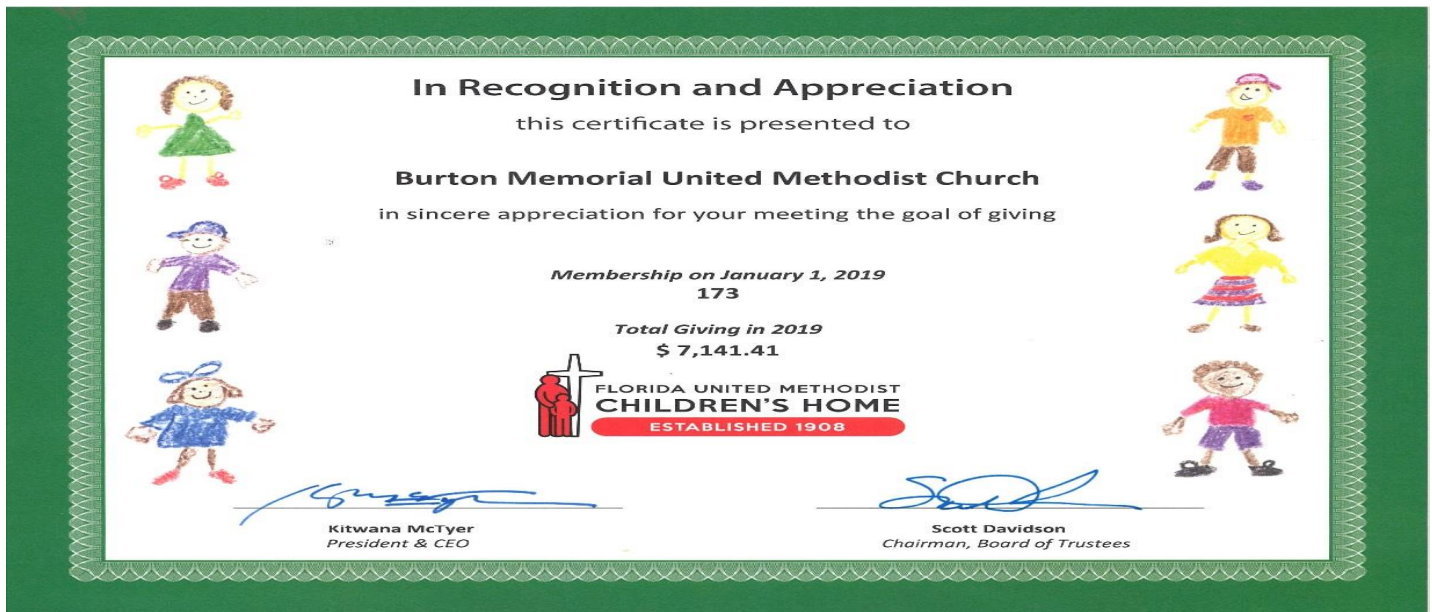 In Recognition and Appreciation
this certificate is presented to
Burton Memorial United Methodist Church
in sincere appreciation for your meeting the goal of giving
Membership on January 1, 2019
173
Total Giving in 2019
$ 7,141.41
FLORIDA UNITED METHODIST
CHILDREN'S HOME
ESTABLISHED 1908
Kitwana McTyer
President & CEO
Scott Davidson
Chairman, Board of Trustees